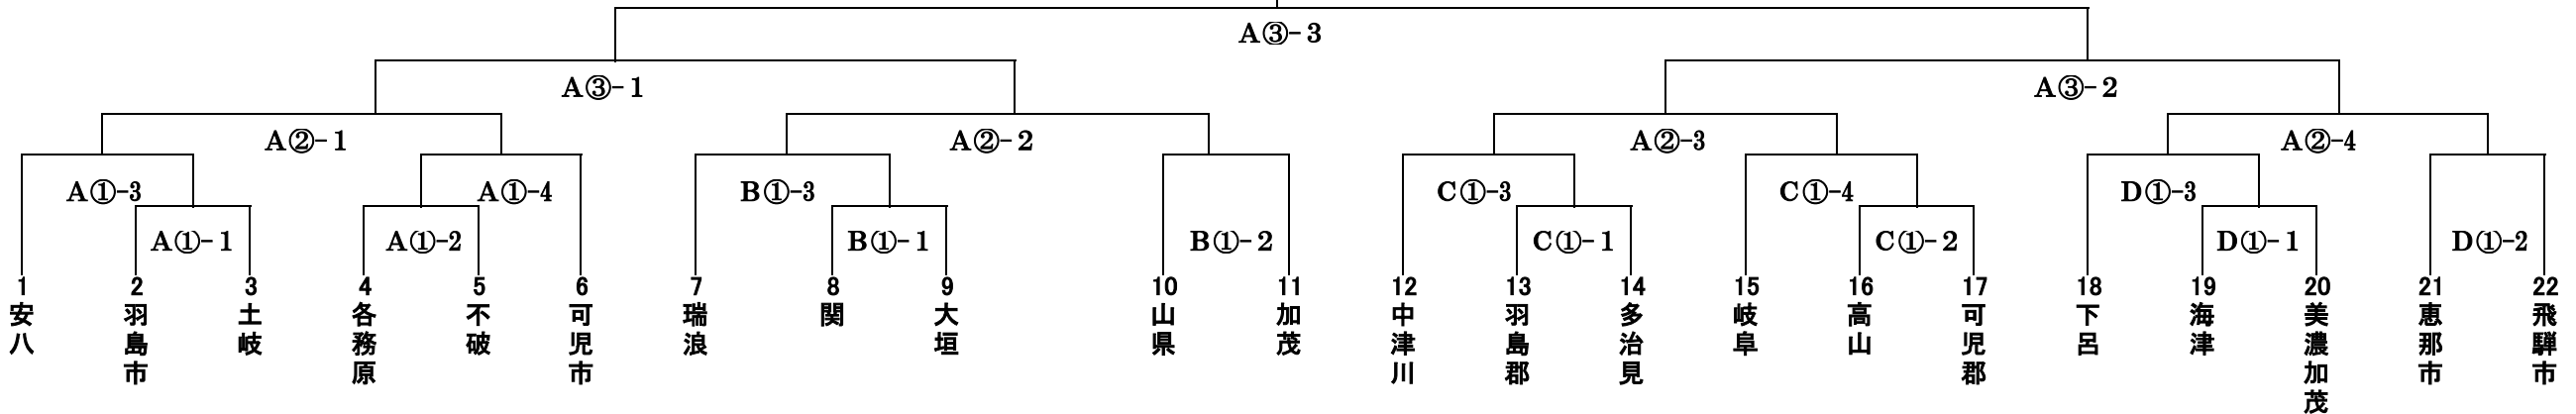 A③-3
A③-1
A③-2
A②-1
A②-2
A②-3
A②-4
A①-3
A①-4
B①-3
C①-3
C①-4
D①-3
A①-1
A①-2
B①-1
B①-2
C①-1
C①-2
D①-1
D①-2
1 安八
2 羽島市
3 土岐
4 各務原
5 不破
6 可児市
7 瑞浪
8 関
9 大垣
10 山県
11 加茂
12 中津川
13 羽島郡
14 多治見
15 岐阜
16 高山
17 可児郡
18 下呂
19 海津
20 美濃加茂
21 恵那市
22 飛騨市